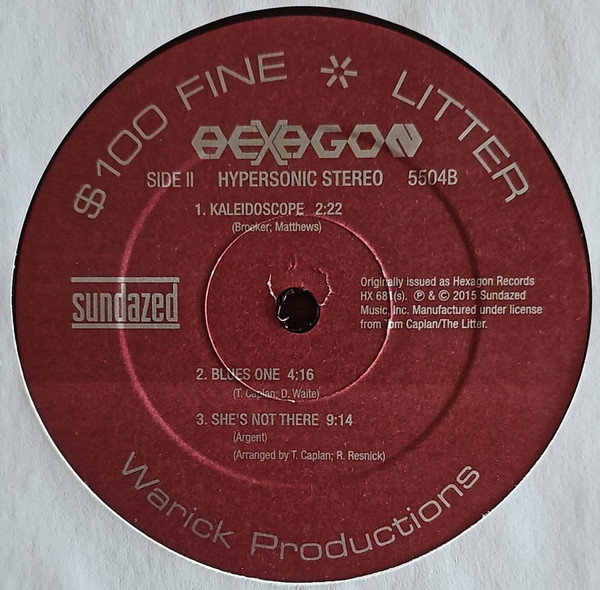 $100 FINE * LITTER
HEXAGON
SIDE II HYPERSONIC STEREO 5504B
1. KALEIDOSCOPE 2:22
(Brooker; Matthews)
sundazed
Originally issued as Hexagon Records
HX 681(s). ℗ & © 2015 Sundazed
Music, Inc. Manufactured under license
from Tom Caplan/The Litter.
2. BLUES ONE 4:16
(T. Caplan; D. Waite)
3. SHE'S NOT THERE 9:14
(Argent)
(Arranged by T. Caplan; R. Resnick)
Warick Productions